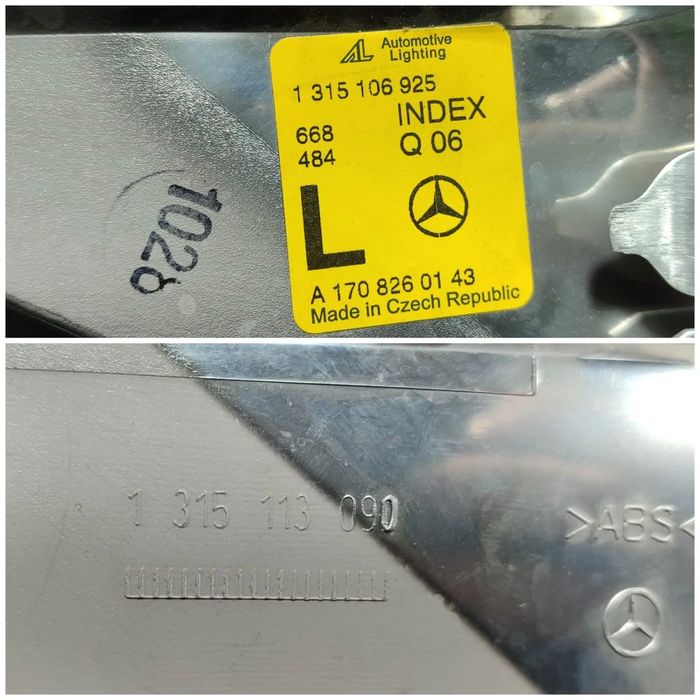 AL Automotive
Lighting
1 315 106 925
INDEX
668
484
Q 06
L
A 170 826 01 43
Made in Czech Republic
1028
1 315 113 090
>ABS<